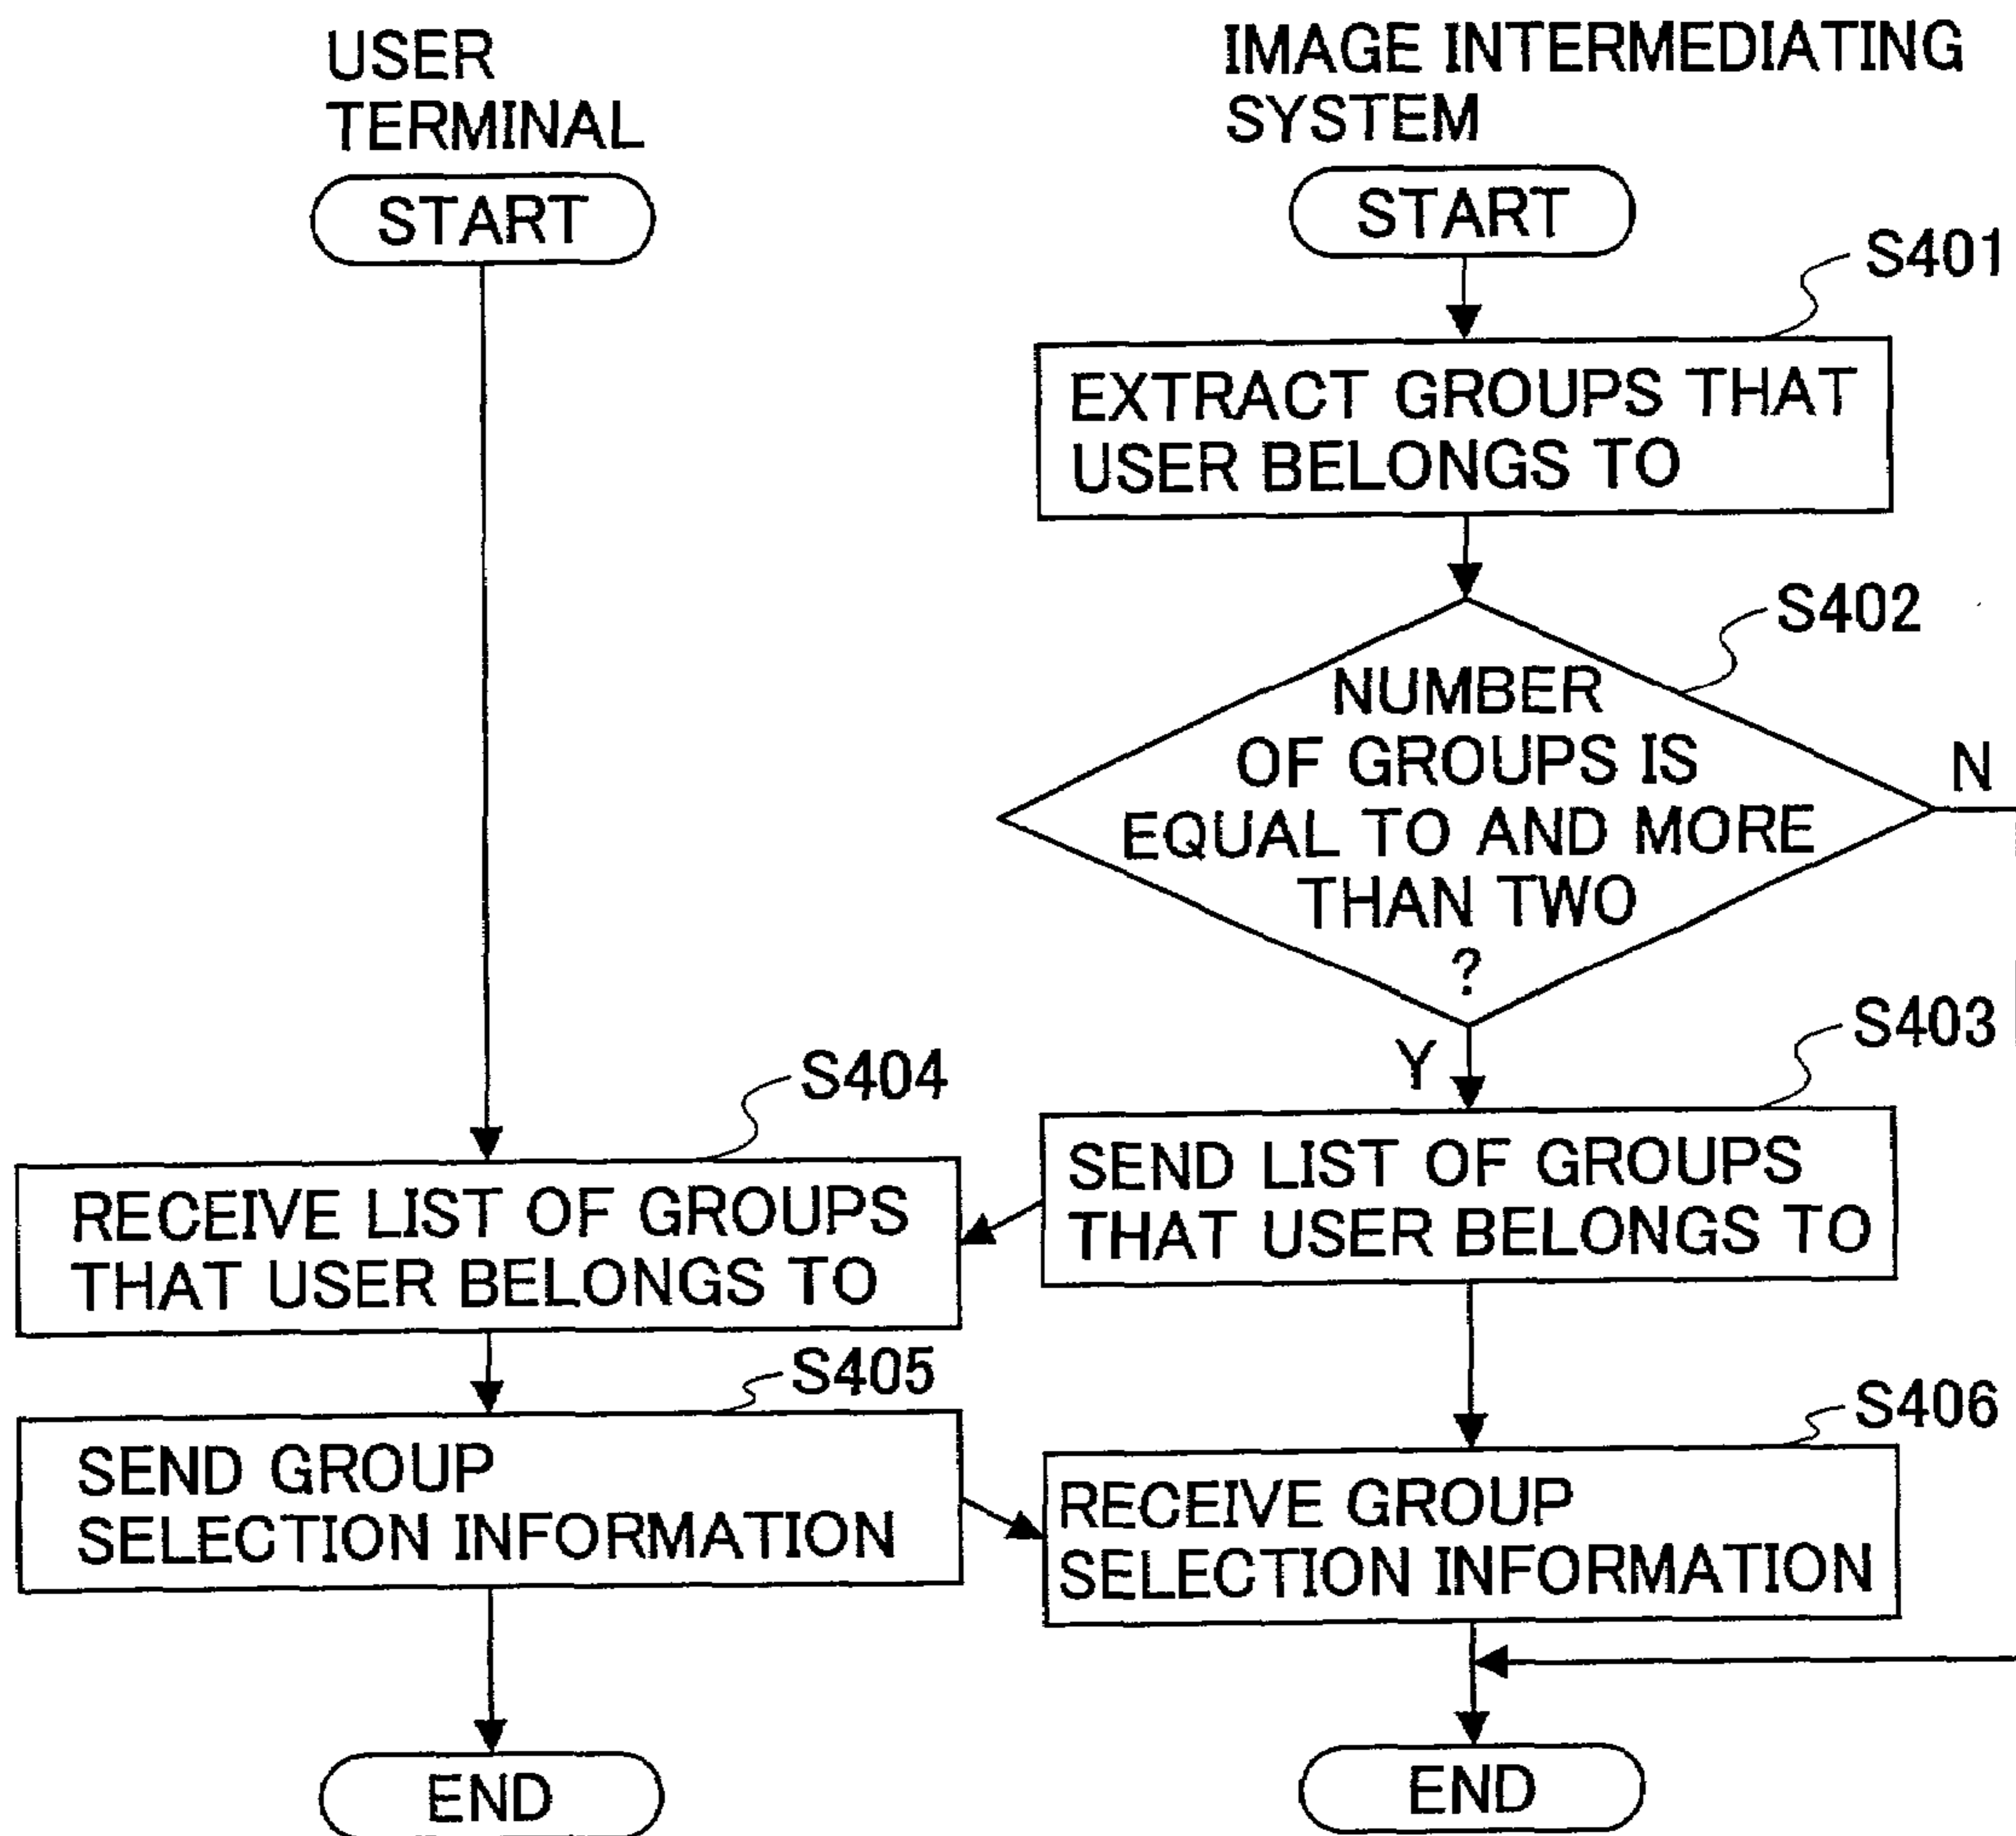 USER
TERMINAL
START
IMAGE INTERMEDIATING
SYSTEM
START
S401
EXTRACT GROUPS THAT
USER BELONGS TO
S402
NUMBER
OF GROUPS IS
EQUAL TO AND MORE
THAN TWO
?
N
Y
S403
SEND LIST OF GROUPS
THAT USER BELONGS TO
S404
RECEIVE LIST OF GROUPS
THAT USER BELONGS TO
S405
SEND GROUP
SELECTION INFORMATION
S406
RECEIVE GROUP
SELECTION INFORMATION
END
END